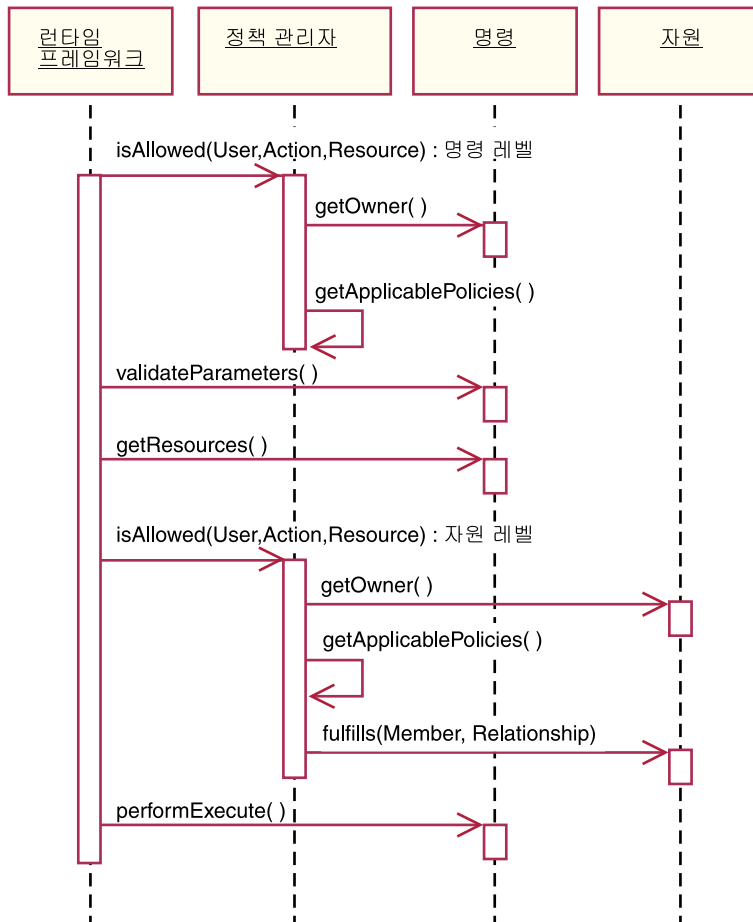 런타임
프레임워크
정책 관리자
명령
자원
isAllowed(User,Action,Resource) : 명령 레벨
getOwner( )
getApplicablePolicies( )
validateParameters( )
getResources( )
isAllowed(User,Action,Resource) : 자원 레벨
getOwner( )
getApplicablePolicies( )
fulfills(Member, Relationship)
performExecute( )